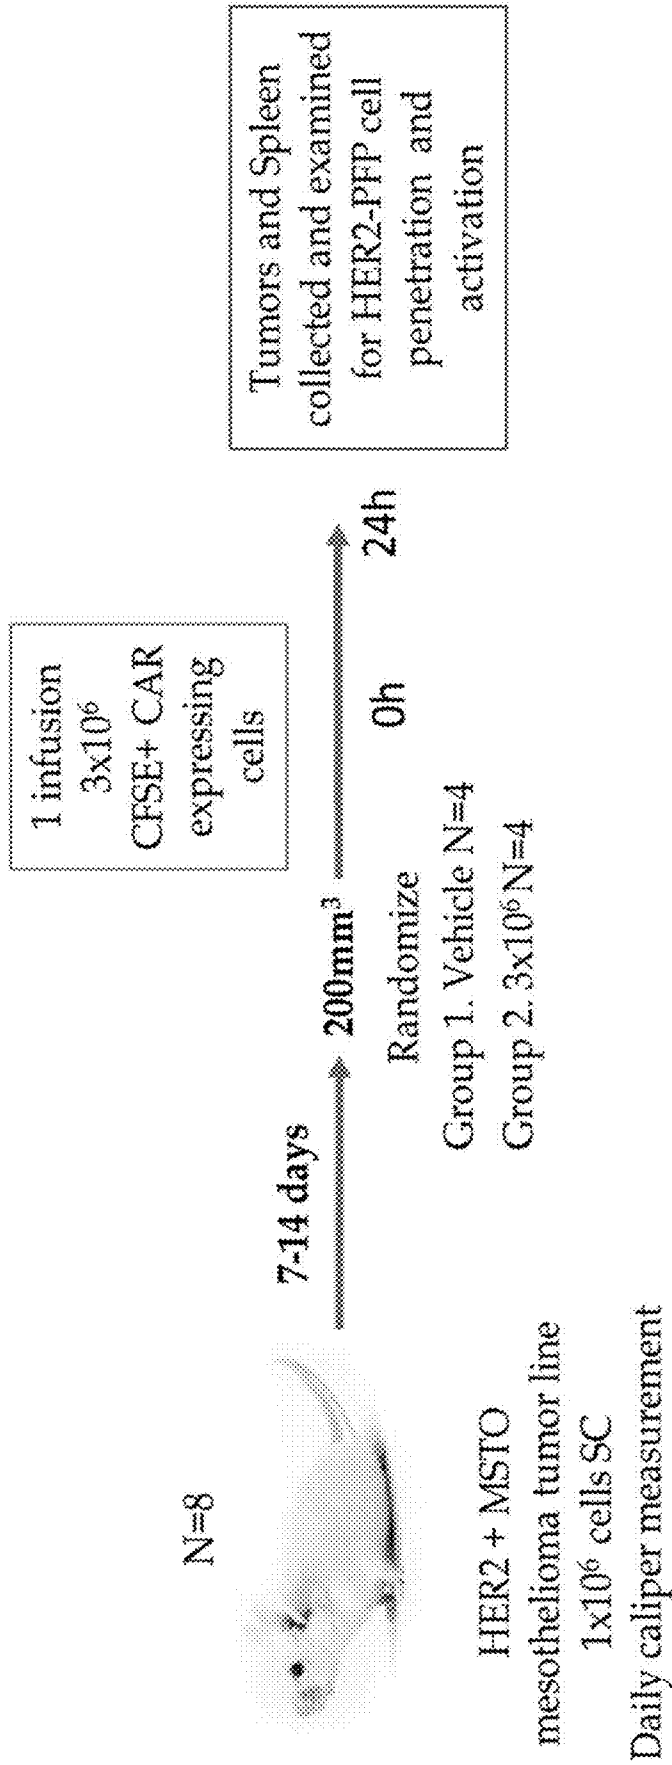 N=8
HER2 + MSTO
mesothelioma tumor line
1x10⁶ cells SC
Daily caliper measurement
7-14 days
200mm³
Randomize
Group 1. Vehicle N=4
Group 2. 3x10⁶ N=4
1 infusion
3x10⁶
CFSE+ CAR
expressing
cells
0h
24h
Tumors and Spleen
collected and examined
for HER2-PFP cell
penetration and
activation